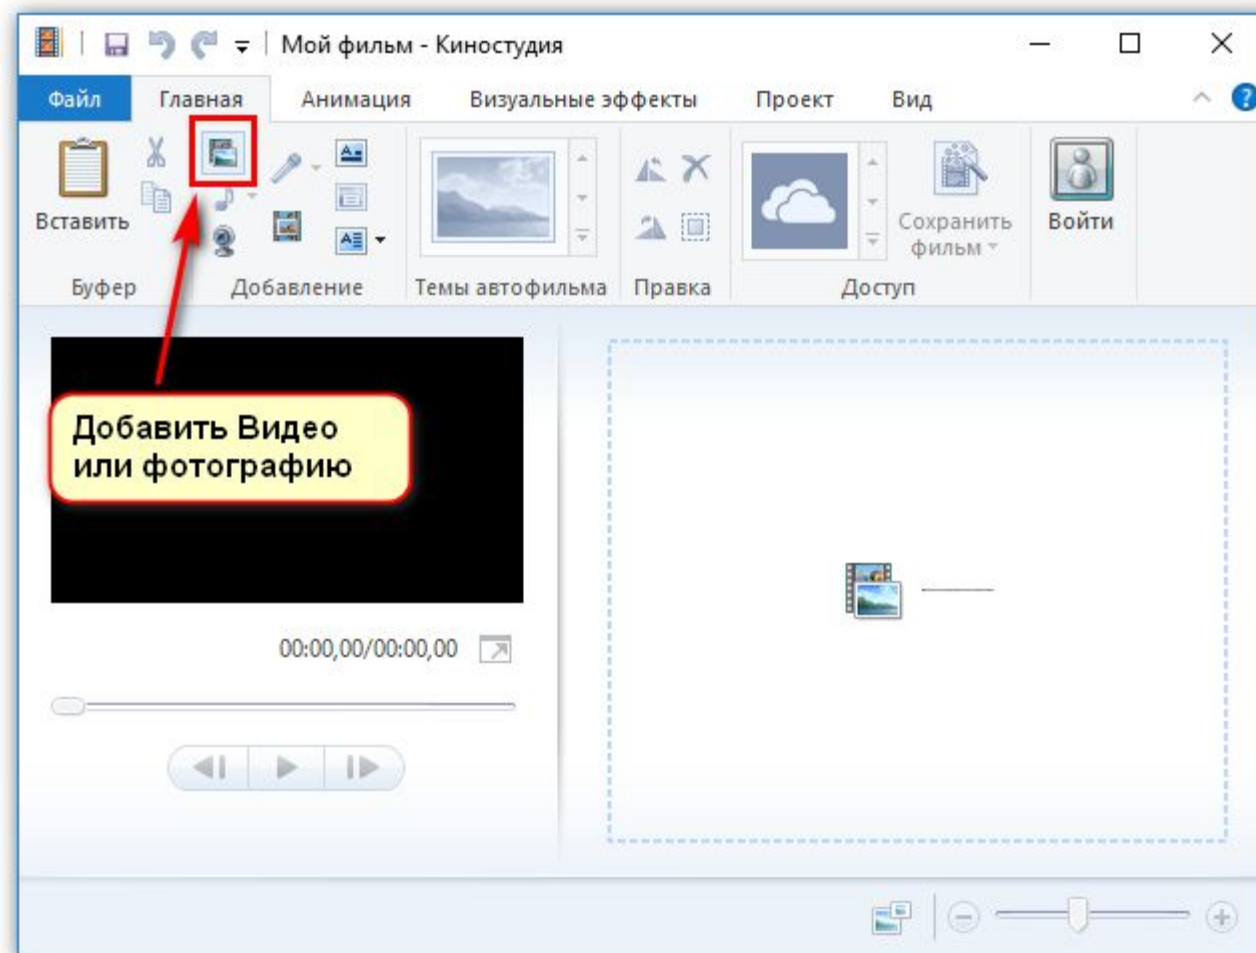 Мой фильм - Киностудия
Файл Главная Анимация Визуальные эффекты Проект Вид
Вставить
Сохранить
фильм
Войти
Буфер Добавление Темы автофильма Правка Доступ
Добавить Видео
или фотографию
00:00,00/00:00,00